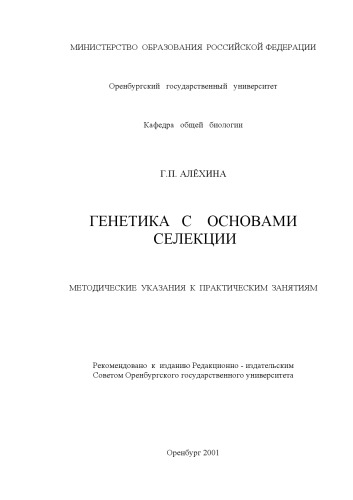 МИНИСТЕРСТВО ОБРАЗОВАНИЯ РОССИЙСКОЙ ФЕДЕРАЦИИ
Оренбургский государственный университет
Кафедра общей биологии
Г.П. АЛЁХИНА
ГЕНЕТИКА С ОСНОВАМИ
СЕЛЕКЦИИ
МЕТОДИЧЕСКИЕ УКАЗАНИЯ К ПРАКТИЧЕСКИМ ЗАНЯТИЯМ
Рекомендовано к изданию Редакционно - издательским
Советом Оренбургского государственного университета
Оренбург 2001